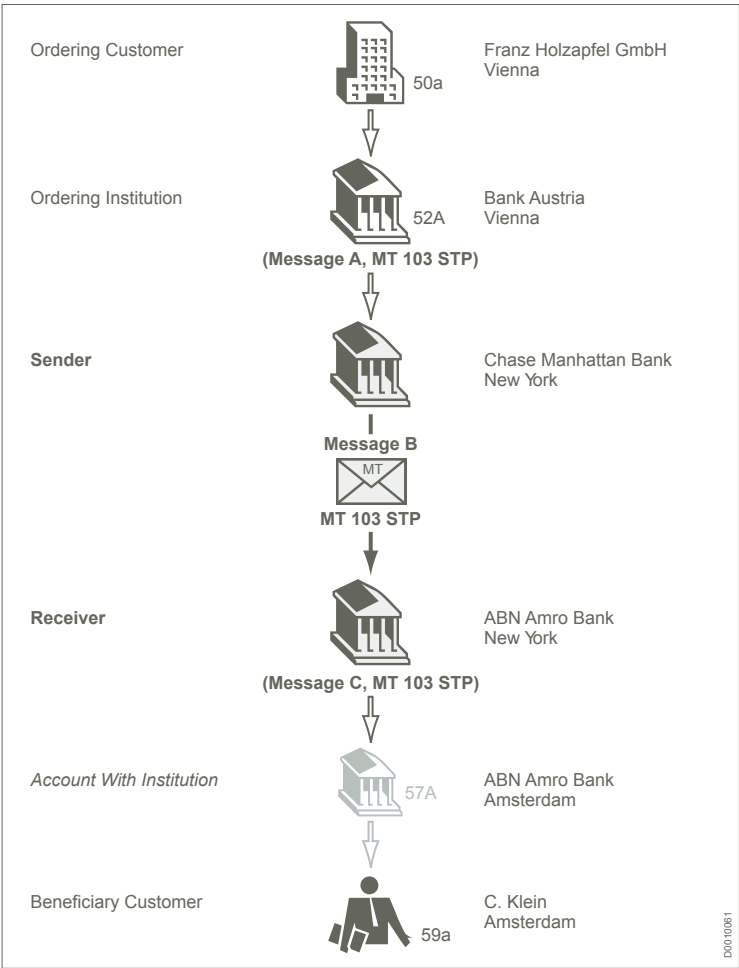 Ordering Customer
50a
Franz Holzapfel GmbH
Vienna
Ordering Institution
52A
Bank Austria
Vienna
(Message A, MT 103 STP)
Sender
Chase Manhattan Bank
New York
Message B
MT
MT 103 STP
Receiver
ABN Amro Bank
New York
(Message C, MT 103 STP)
Account With Institution
57A
ABN Amro Bank
Amsterdam
Beneficiary Customer
59a
C. Klein
Amsterdam
D0010061